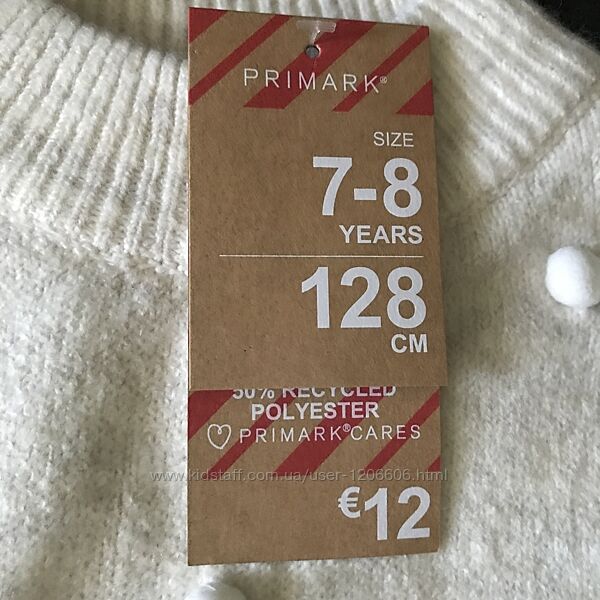 PRIMARK®
SIZE
7-8
YEARS
128
CM
50% RECYCLED
POLYESTER
PRIMARK®CARES
www.kidstaff.com.ua/user-1206606.html
€12